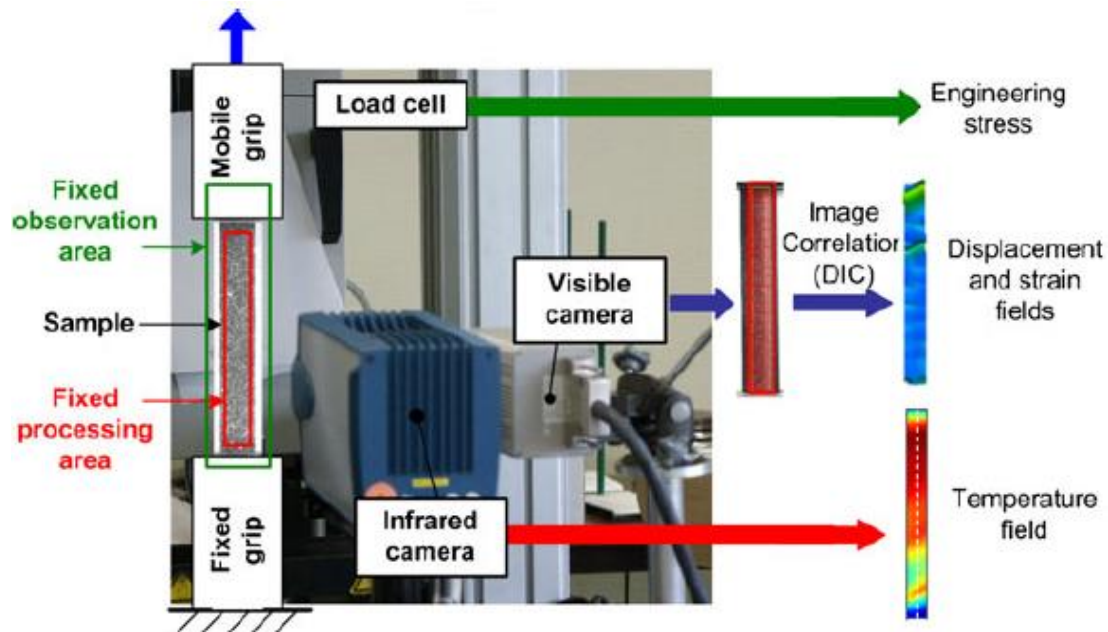 Mobile
grip
Load cell
Engineering
stress
Fixed
observation
area
Image
Correlation
(DIC)
Displacement
and strain
fields
Visible
camera
Sample
Fixed
processing
area
Fixed
grip
Infrared
camera
Temperature
field